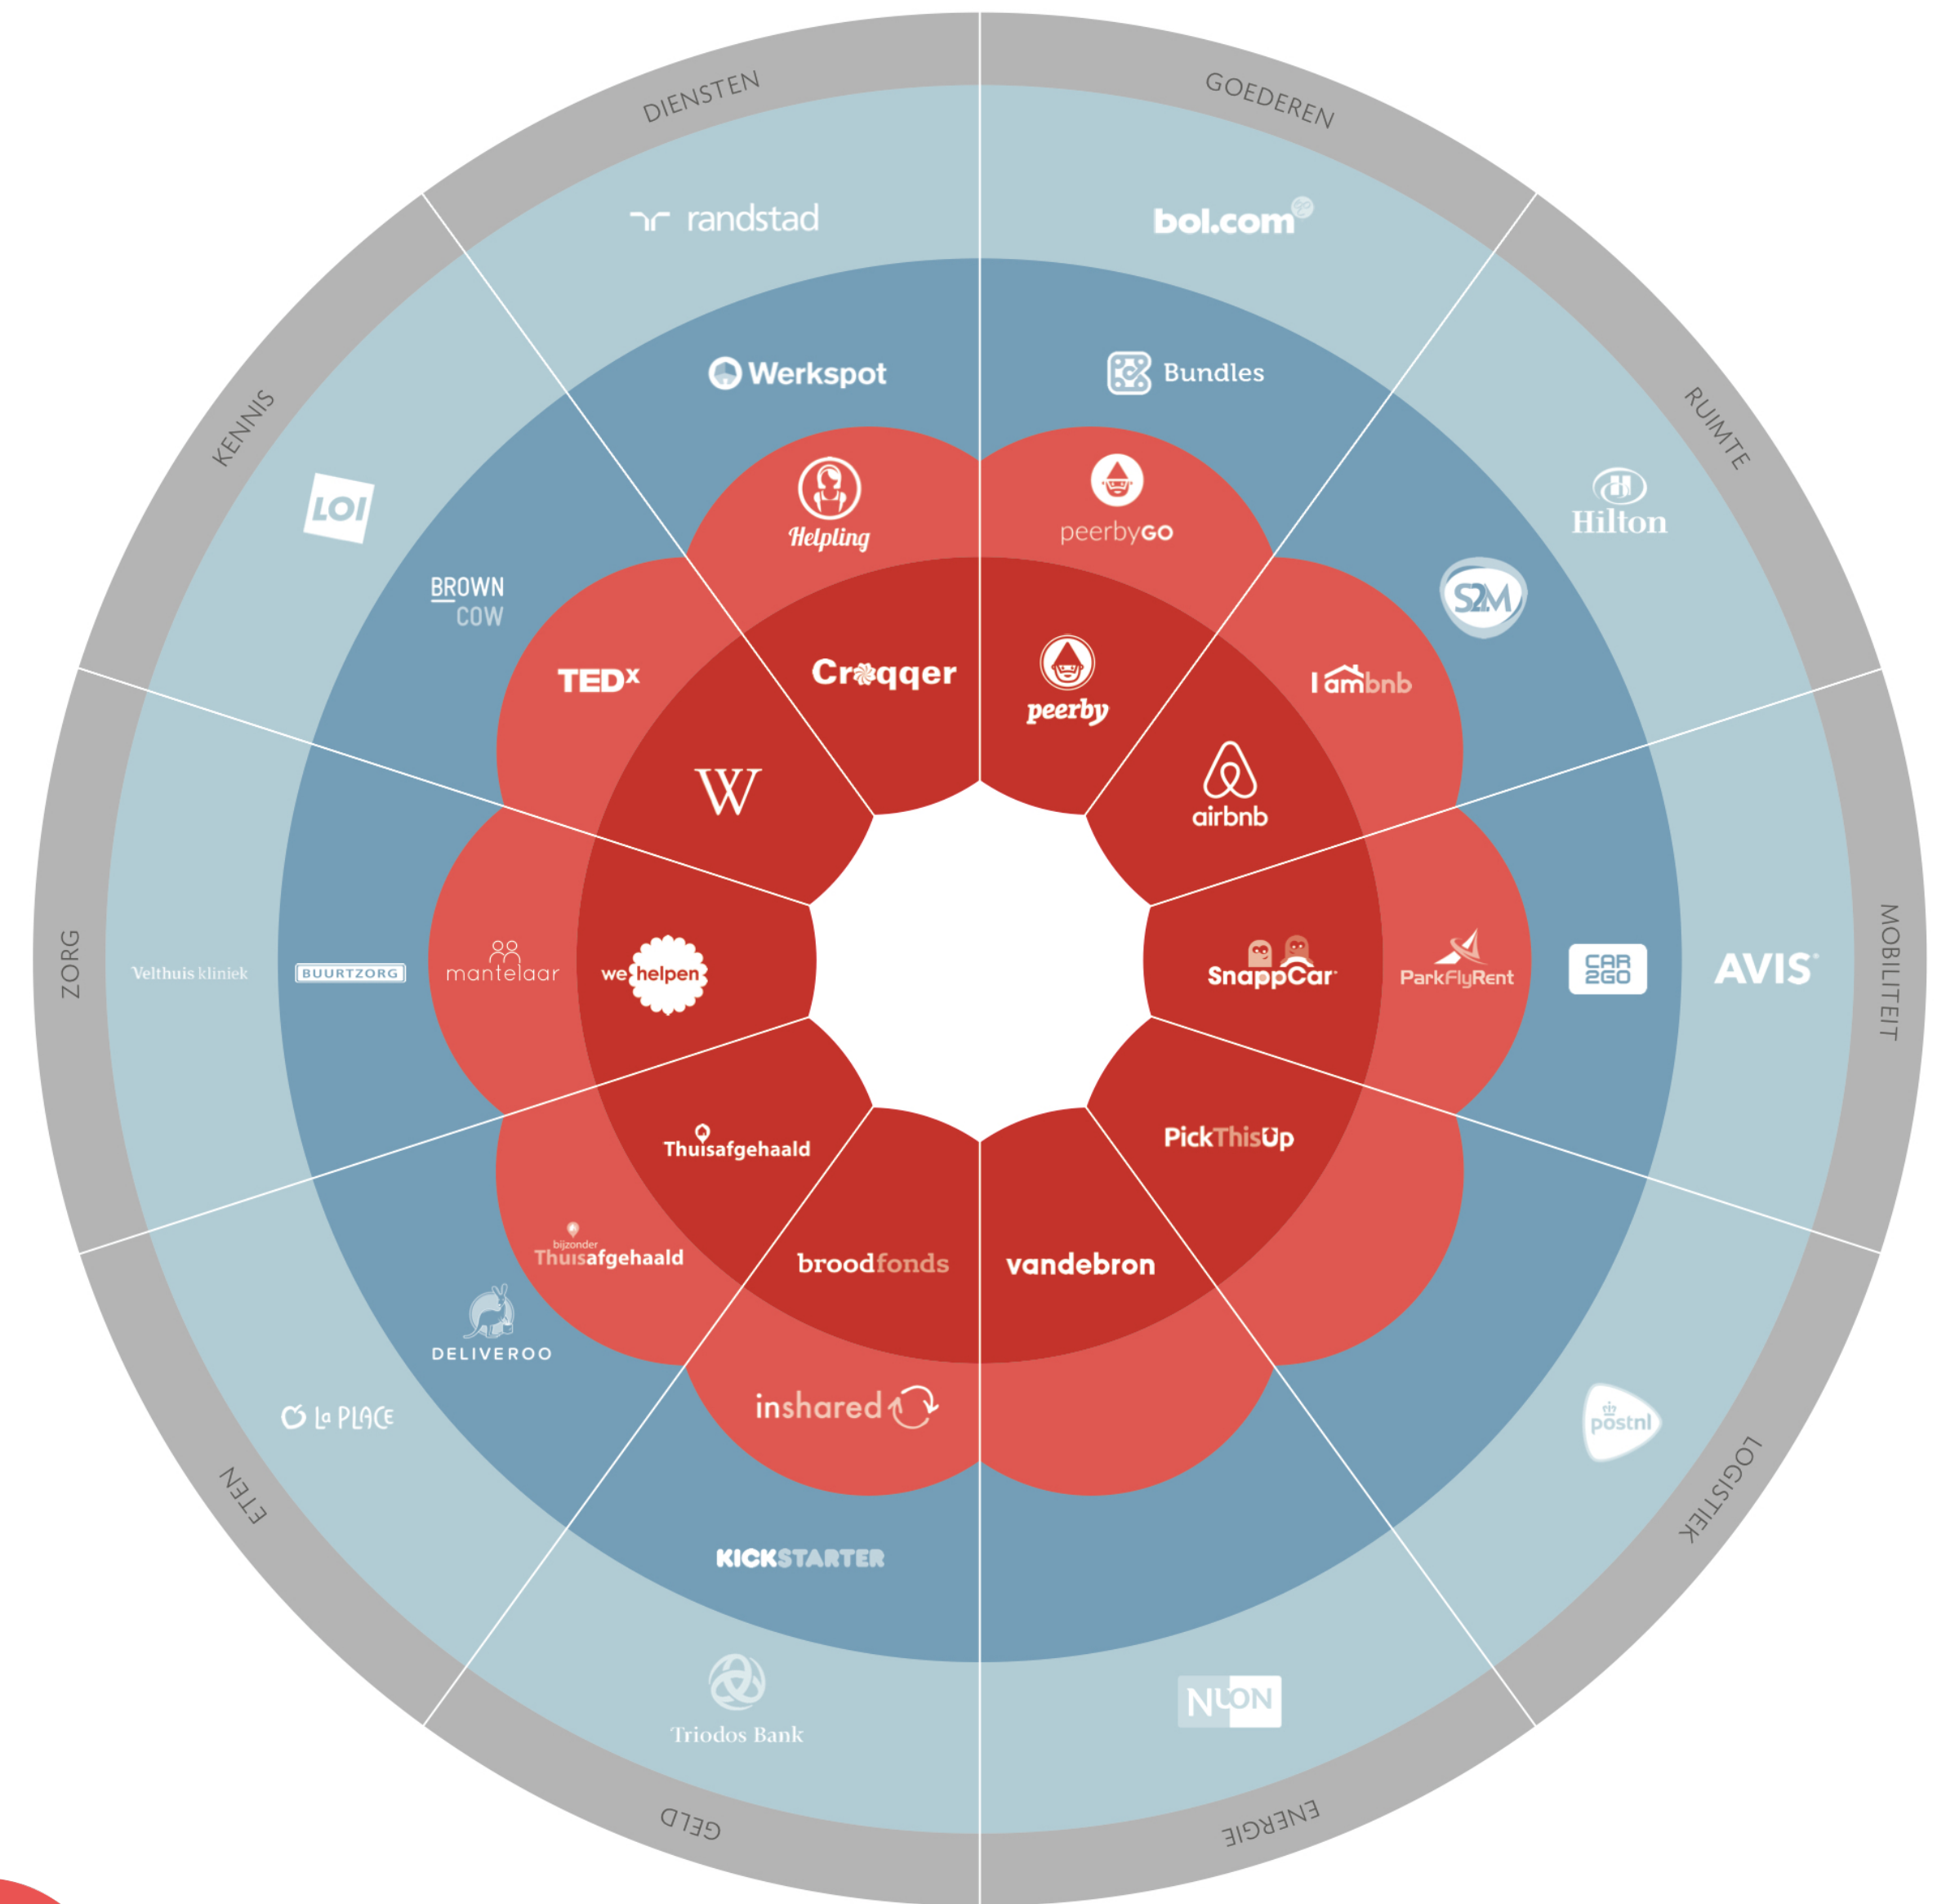 DIENSTEN
GOEDEREN
RUIMTE
MOBILITEIT
LOGISTIEK
ENERGIE
GELD
ETEN
ZORG
KENNIS
randstad
bol.com
Werkspot
Bundles
Helpling
peerbyGO
Croqqer
peerby
LOI
BROWN
COW
TEDx
W
Hilton
S2M
I ambnb
airbnb
Velthuis kliniek
BUURTZORG
mantelaar
we helpen
SnappCar
ParkFlyRent
CAR
2GO
AVIS
Thuisafgehaald
bijzonder
Thuisafgehaald
DELIVEROO
La PLACE
PickThisUp
postnl
broodfonds
vandebron
inshared
KICKSTARTER
Triodos Bank
NUON